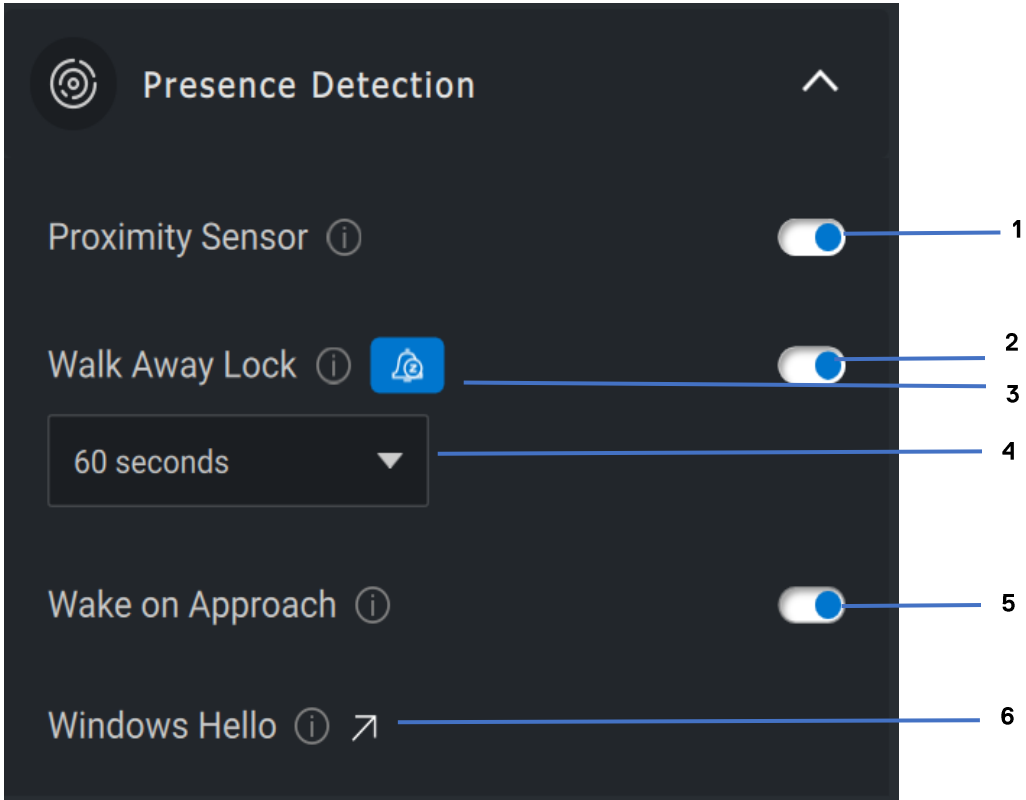 Presence Detection
Proximity Sensor 1
Walk Away Lock 2
3
60 seconds 4
Wake on Approach 5
Windows Hello 6